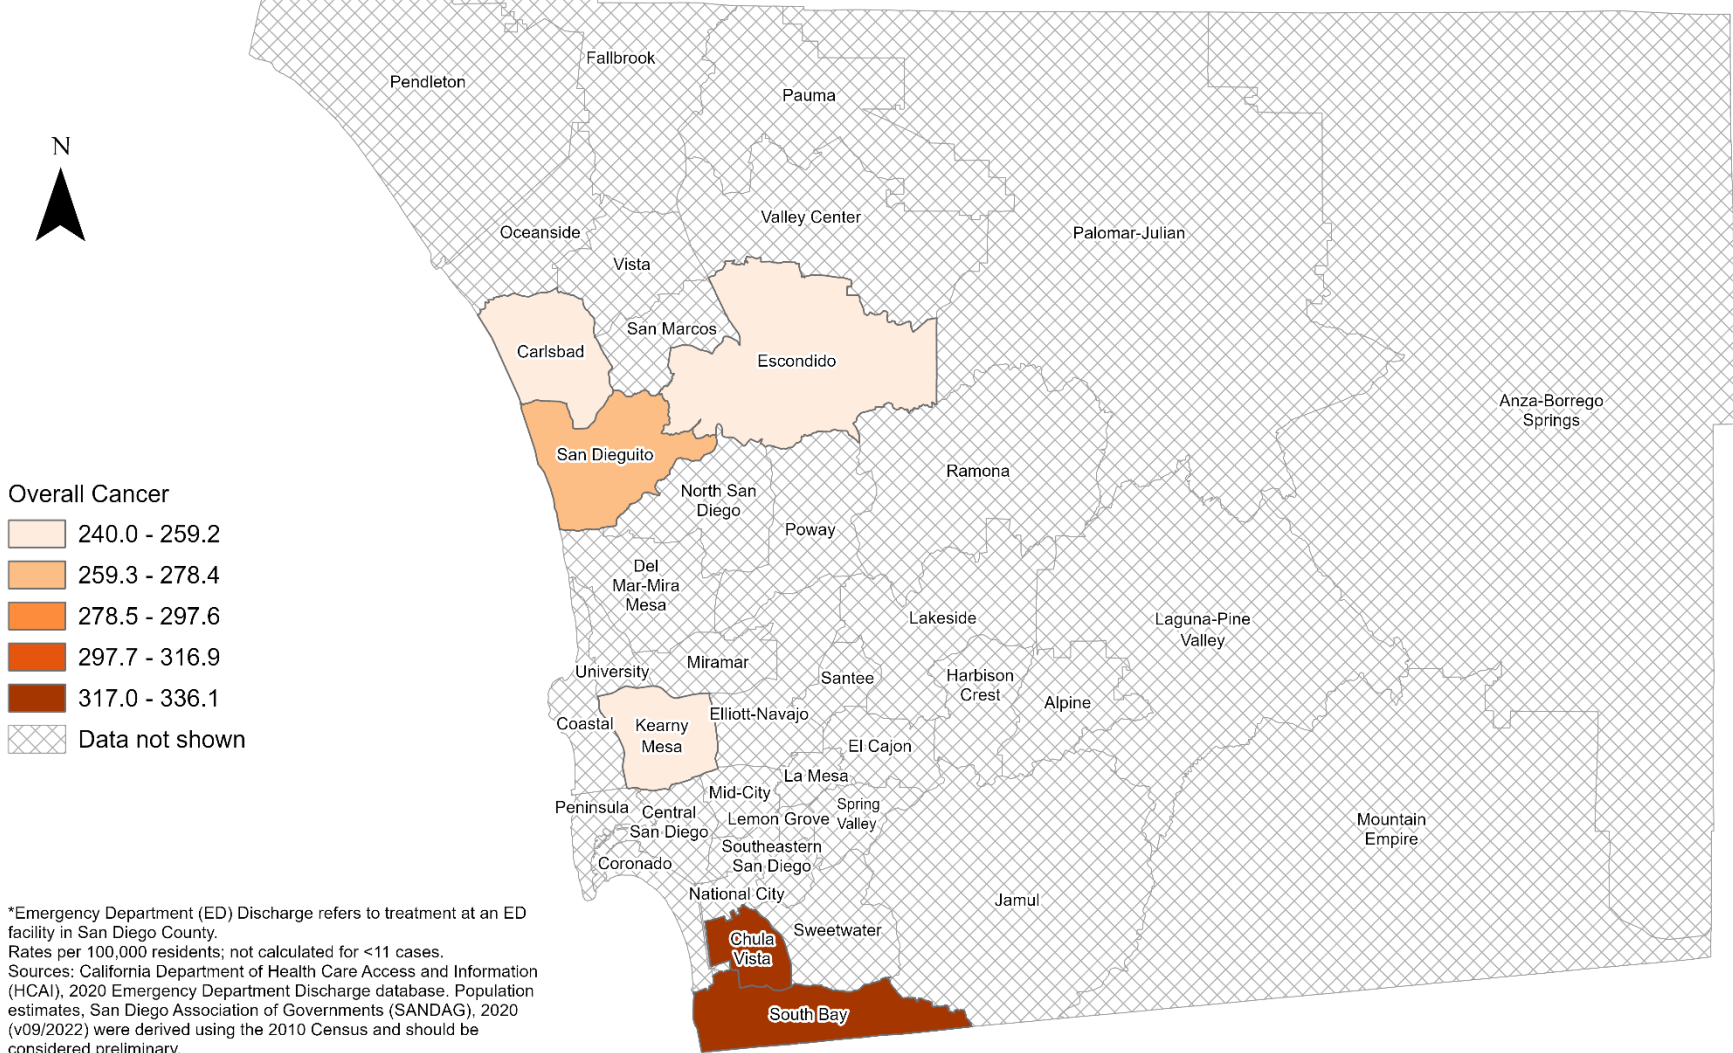 Fallbrook
Pendleton
Pauma
N
Valley Center
Oceanside
Palomar-Julian
Vista
San Marcos
Carlsbad
Escondido
Anza-Borrego
Springs
San Dieguito
Ramona
North San
Diego
Poway
Overall Cancer
240.0 - 259.2
259.3 - 278.4
278.5 - 297.6
297.7 - 316.9
317.0 - 336.1
Data not shown
Del
Mar-Mira
Mesa
Lakeside
Laguna-Pine
Valley
University
Miramar
Santee
Harbison
Crest
Alpine
Coastal
Kearny
Mesa
Elliott-Navajo
El Cajon
La Mesa
Mid-City
Peninsula
Central
San Diego
Lemon Grove
Spring
Valley
Mountain
Empire
Southeastern
San Diego
Coronado
National City
Jamul
Chula
Vista
Sweetwater
South Bay
*Emergency Department (ED) Discharge refers to treatment at an ED
facility in San Diego County.
Rates per 100,000 residents; not calculated for <11 cases.
Sources: California Department of Health Care Access and Information
(HCAI), 2020 Emergency Department Discharge database. Population
estimates, San Diego Association of Governments (SANDAG), 2020
(v09/2022) were derived using the 2010 Census and should be
considered preliminary.